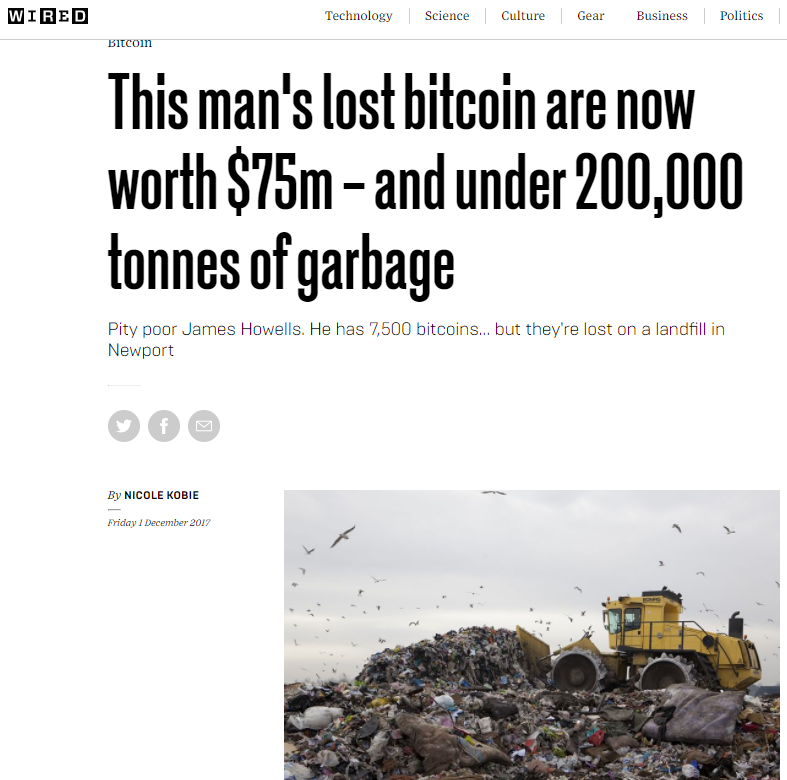 WIRED
Technology Science Culture Gear Business Politics
Bitcoin
This man's lost bitcoin are now
worth $75m – and under 200,000
tonnes of garbage
Pity poor James Howells. He has 7,500 bitcoins... but they're lost on a landfill in
Newport
By NICOLE KOBIE
Friday 1 December 2017